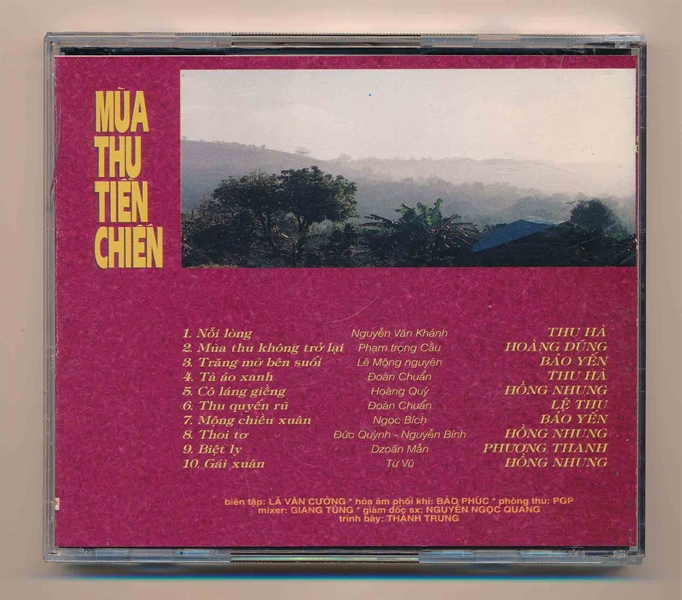 MÙA
THU
TIỀN
CHIẾN
1. Nỗi lòng Nguyễn Văn Khánh THU HÀ
2. Mùa thu không trở lại Phạm trọng Cầu HOÀNG DŨNG
3. Trăng mờ bên suối Lê Mộng nguyên BẢO YẾN
4. Tà áo xanh Đoàn Chuẩn THU HÀ
5. Cô láng giềng Hoàng Quý HỒNG NHUNG
6. Thu quyến rũ Đoàn Chuẩn LỆ THU
7. Mộng chiều xuân Ngọc Bích BẢO YẾN
8. Thoi tơ Đức Quỳnh - Nguyễn Bính HỒNG NHUNG
9. Biệt ly Dzoãn Mẫn PHƯỢNG THANH
10. Gái xuân Từ Vũ HỒNG NHUNG
biên tập: LÃ VĂN CƯỜNG * hòa âm phối khí: BẢO PHÚC * phòng thu: PGP
mixer: GIANG TÙNG * giám đốc sx: NGUYỄN NGỌC QUANG
trình bày: THÀNH TRUNG